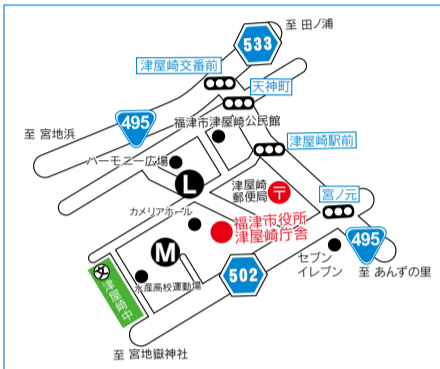 至 田ノ浦
533
津屋崎交番前
天神町
495
福津市津屋崎公民館
至 宮地浜
津屋崎駅前
ハーモニー広場
L
津屋崎
郵便局
宮ノ元
カメリアホール
福津市役所
津屋崎庁舎
M
495
セブン
イレブン
502
至 あんずの里
文
津屋崎中
水産高校運動場
至 宮地嶽神社